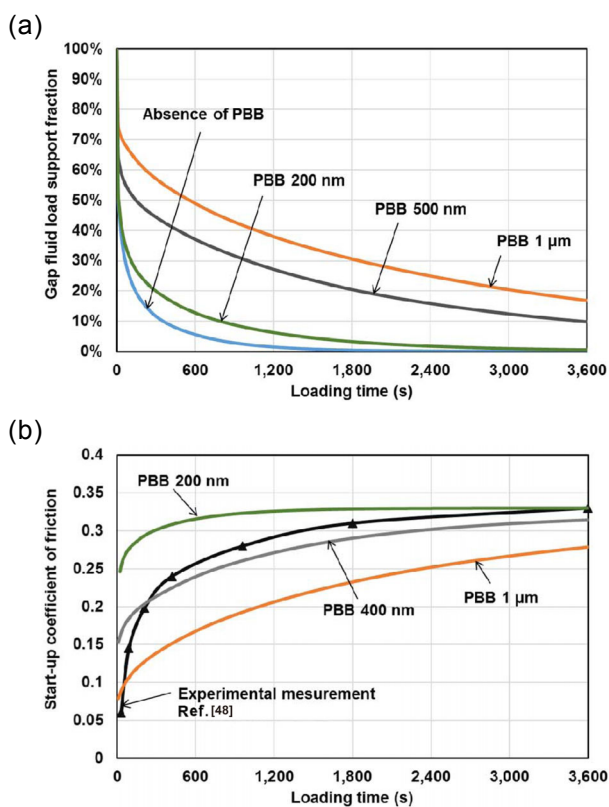 (a)
Gap fluid load support fraction
100%
90%
80%
70%
60%
50%
40%
30%
20%
10%
0%
Absence of PBB
PBB 200 nm
PBB 500 nm
PBB 1 µm
0 600 1,200 1,800 2,400 3,000 3,600
Loading time (s)
(b)
Start-up coefficient of friction
0.4
0.35
0.3
0.25
0.2
0.15
0.1
0.05
0
PBB 200 nm
PBB 400 nm
PBB 1 µm
Experimental mesurement
Ref.[48]
0 600 1,200 1,800 2,400 3,000 3,600
Loading time (s)